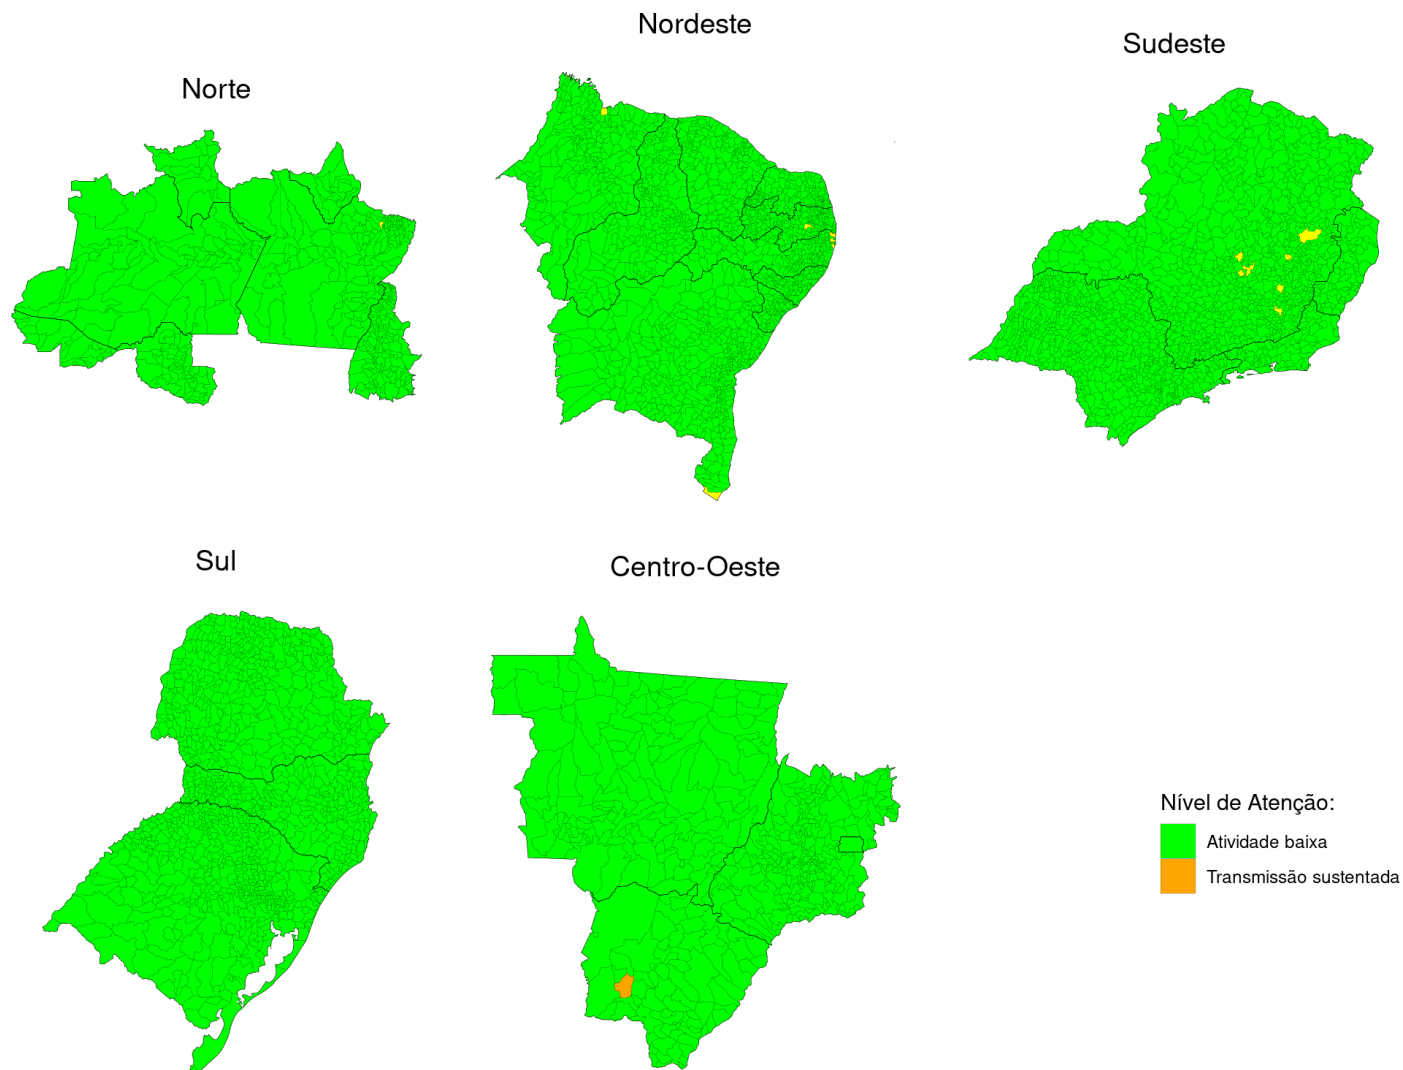 Nordeste
Sudeste
Norte
Sul
Centro-Oeste
Nível de Atenção:
Atividade baixa
Transmissão sustentada